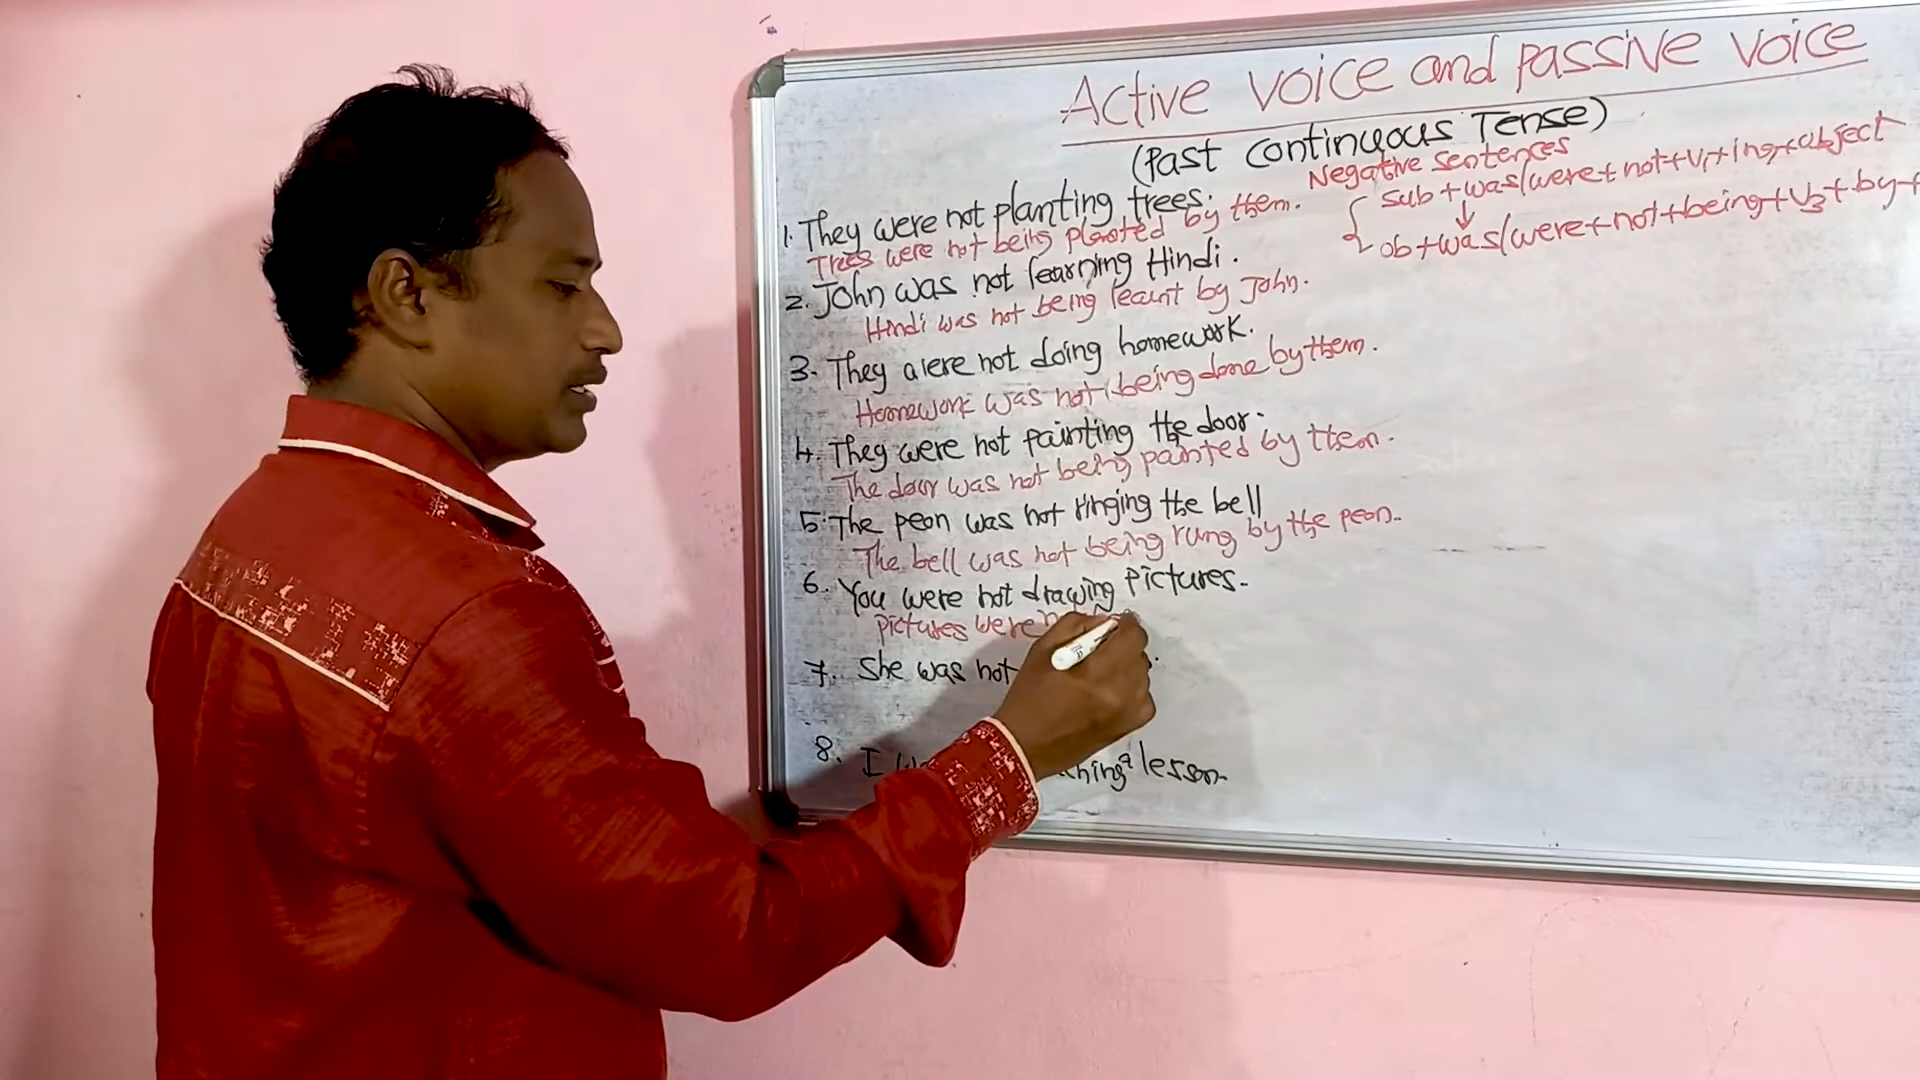 Active voice and passive voice
(Past continuous Tense)
Negative sentences
Sub+was/were+not+V1+ing+object
ob+was/were+not+being+V3+by+
1. They were not planting trees.
Trees were not being planted by them.
2. John was not learning Hindi.
Hindi was not being learnt by John.
3. They were not doing homework.
Homework was not being done by them.
4. They were not painting the door.
The door was not being painted by them.
5. The peon was not ringing the bell
The bell was not being rung by the peon.
6. You were not drawing pictures.
pictures were
7. She was not
8. I lesson.